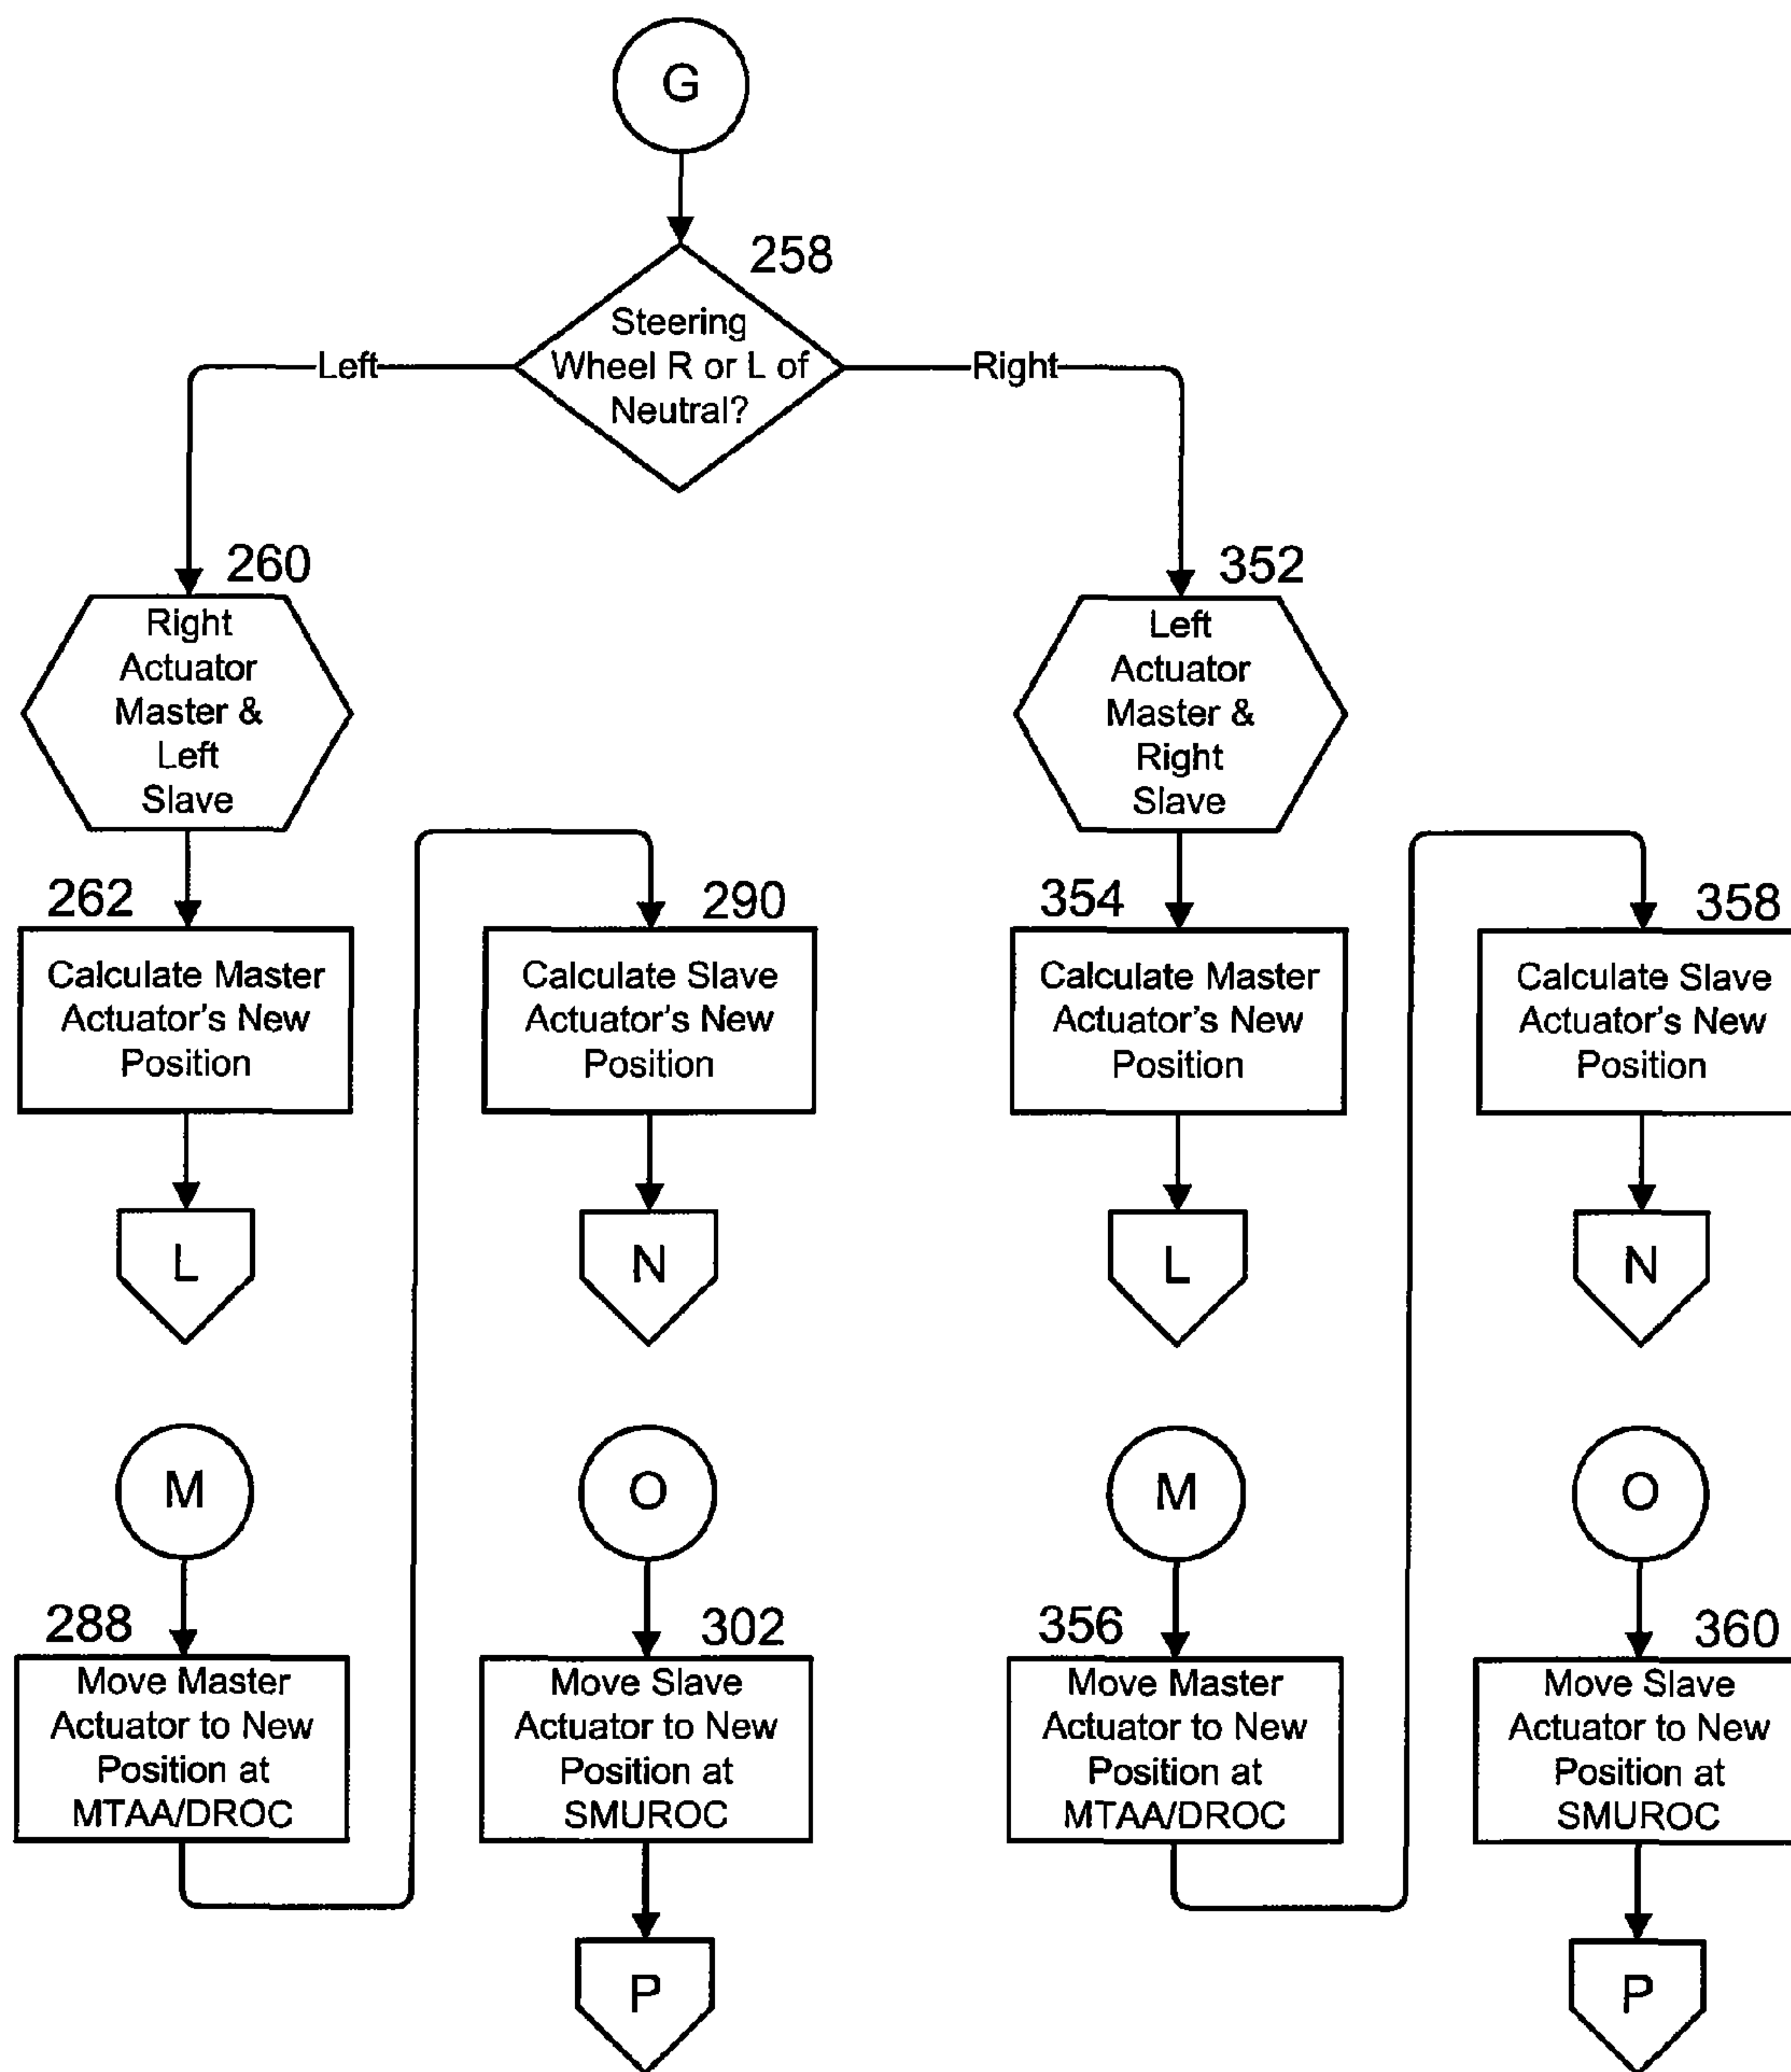 G
258
Steering
Wheel R or L of
Neutral?
Left
Right
260
Right
Actuator
Master &
Left
Slave
352
Left
Actuator
Master &
Right
Slave
262
Calculate Master
Actuator's New
Position
290
Calculate Slave
Actuator's New
Position
354
Calculate Master
Actuator's New
Position
358
Calculate Slave
Actuator's New
Position
L
N
L
N
M
O
M
O
288
Move Master
Actuator to New
Position at
MTAA/DROC
302
Move Slave
Actuator to New
Position at
SMUROC
356
Move Master
Actuator to New
Position at
MTAA/DROC
360
Move Slave
Actuator to New
Position at
SMUROC
P
P